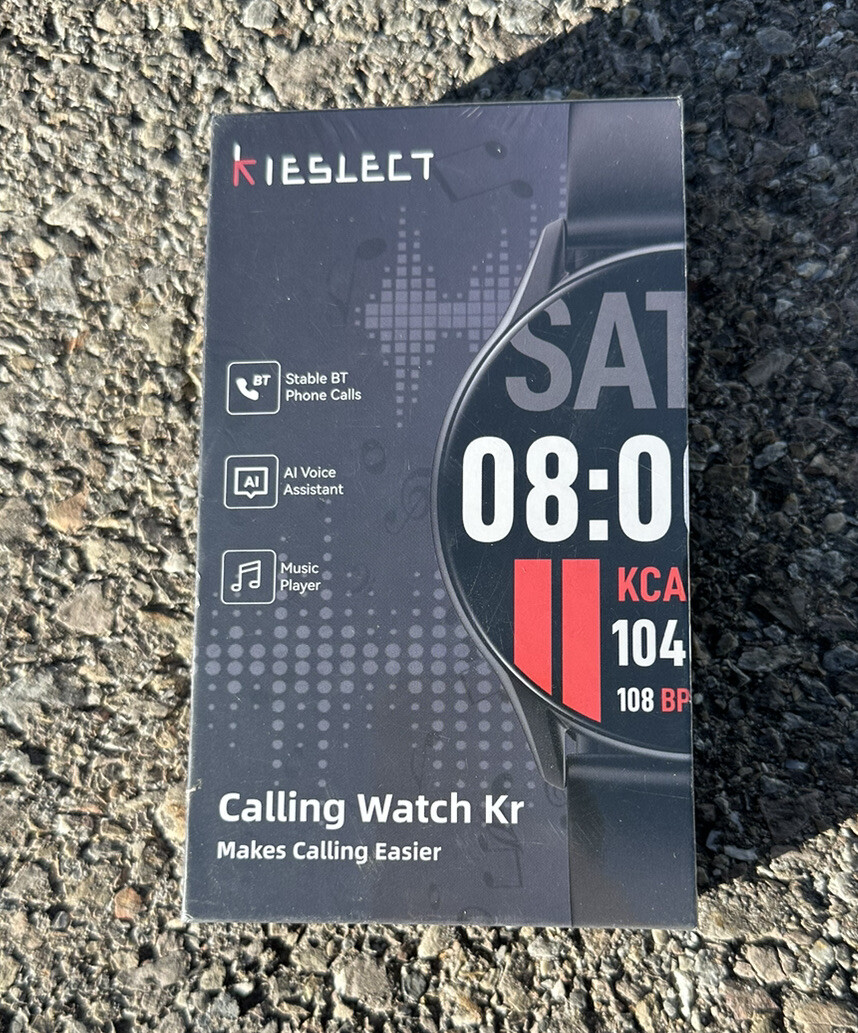 KIESLECT
SAT
08:0
BT
Stable BT
Phone Calls
AI
AI Voice
Assistant
Music
Player
KCA
104
108 BP
Calling Watch Kr
Makes Calling Easier